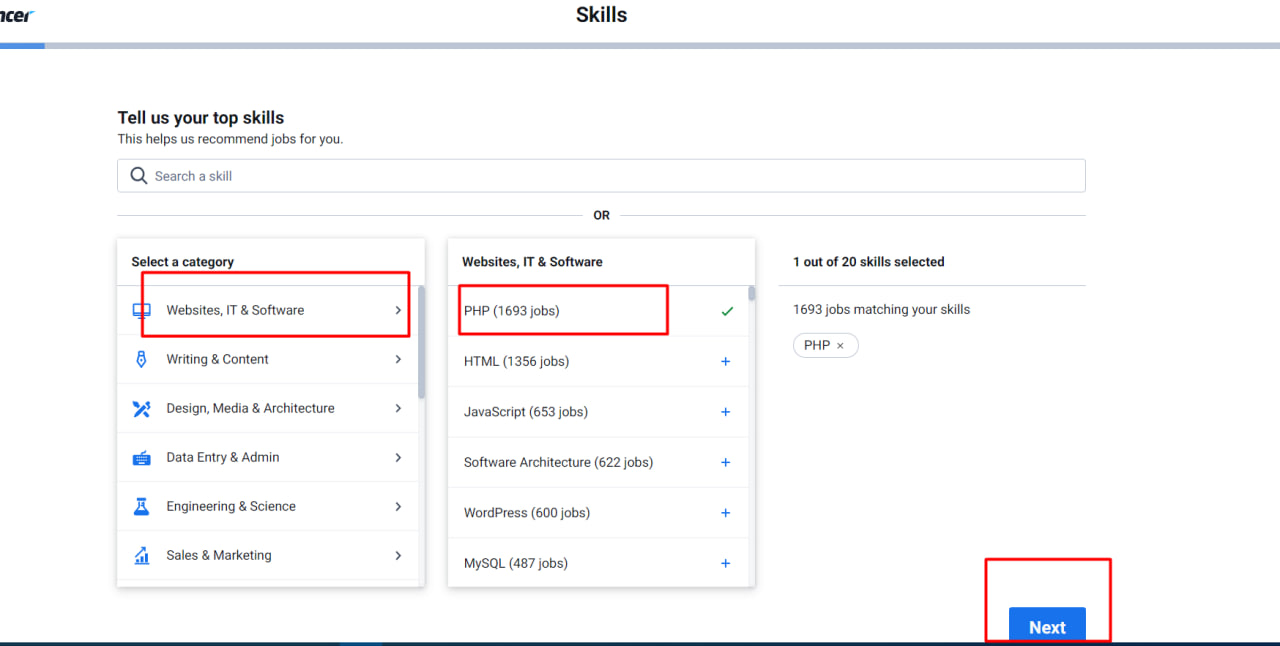 ncer
Skills
Tell us your top skills
This helps us recommend jobs for you.
Search a skill
OR
Select a category
Websites, IT & Software
Writing & Content
Design, Media & Architecture
Data Entry & Admin
Engineering & Science
Sales & Marketing
Websites, IT & Software
PHP (1693 jobs)
HTML (1356 jobs)
JavaScript (653 jobs)
Software Architecture (622 jobs)
WordPress (600 jobs)
MySQL (487 jobs)
1 out of 20 skills selected
1693 jobs matching your skills
PHP ×
Next